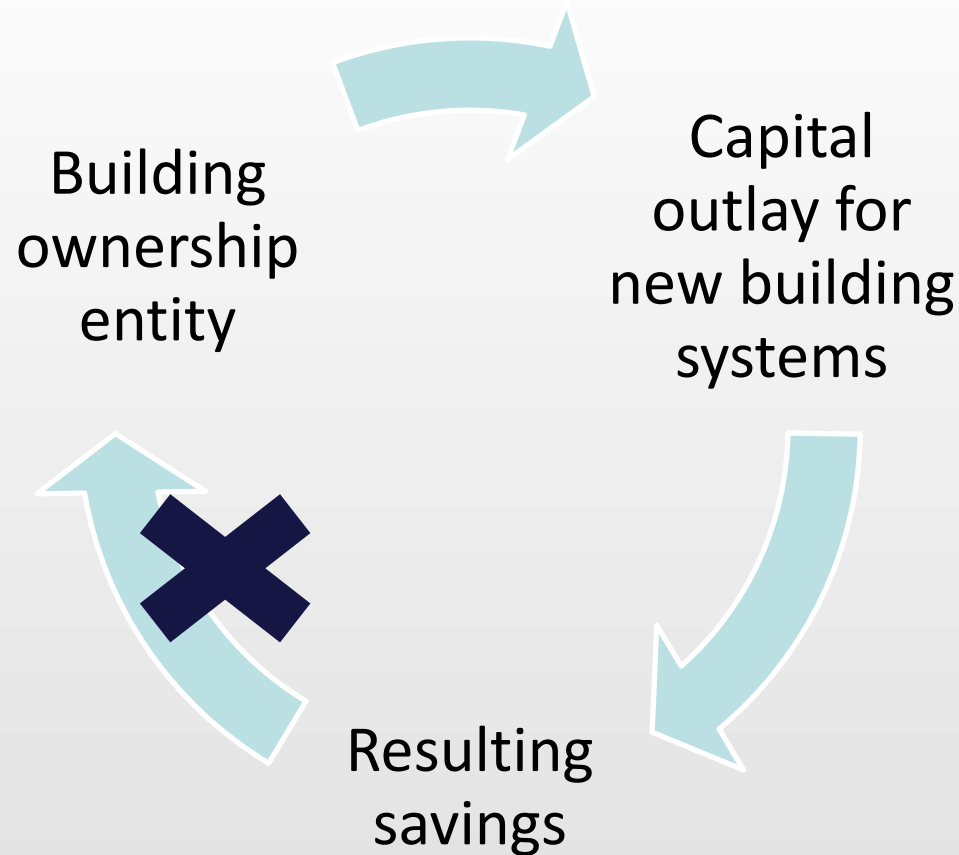 Building
ownership
entity
Capital
outlay for
new building
systems
Resulting
savings